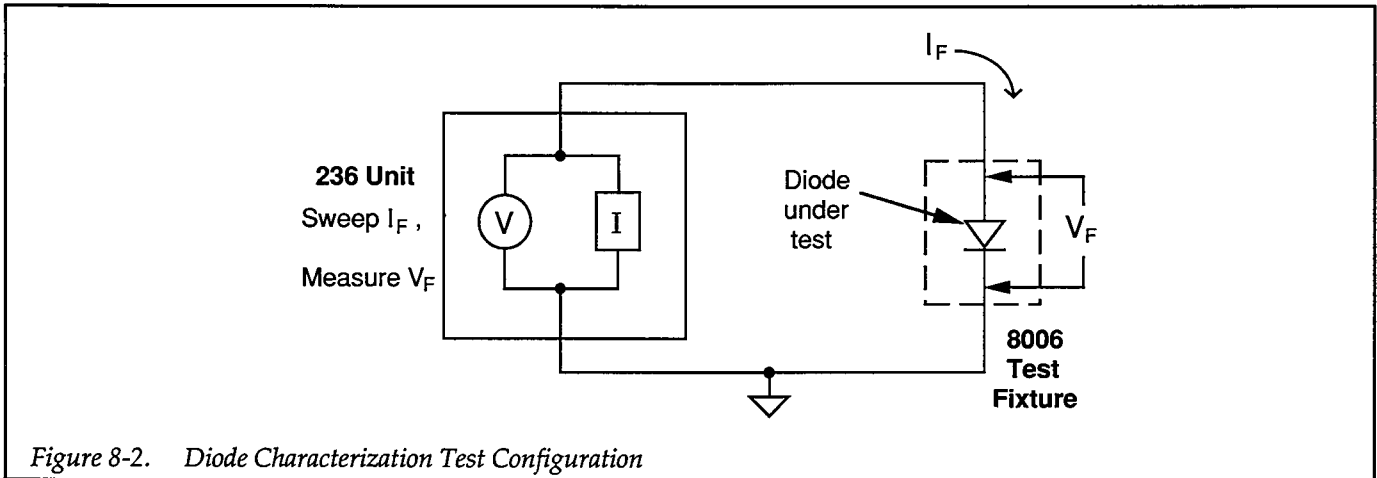 I_F
236 Unit
Sweep I_F ,
Measure V_F
V
I
Diode
under
test
V_F
8006
Test
Fixture
Figure 8-2. Diode Characterization Test Configuration